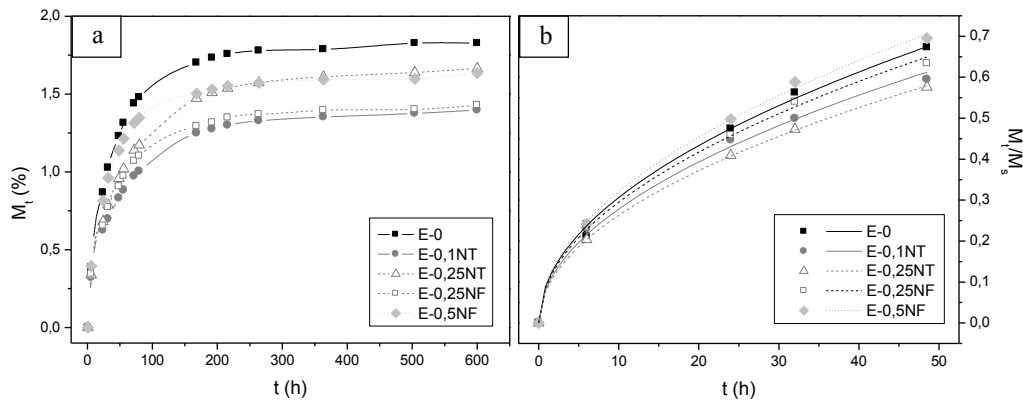 a
M_t (%)
2,0
1,5
1,0
0,5
0,0
0 100 200 300 400 500 600
t (h)
E-0
E-0,1NT
E-0,25NT
E-0,25NF
E-0,5NF
b
0,7
0,6
0,5
0,4
0,3
0,2
0,1
0,0
M_t/M_s
0 10 20 30 40 50
t (h)
E-0
E-0,1NT
E-0,25NT
E-0,25NF
E-0,5NF